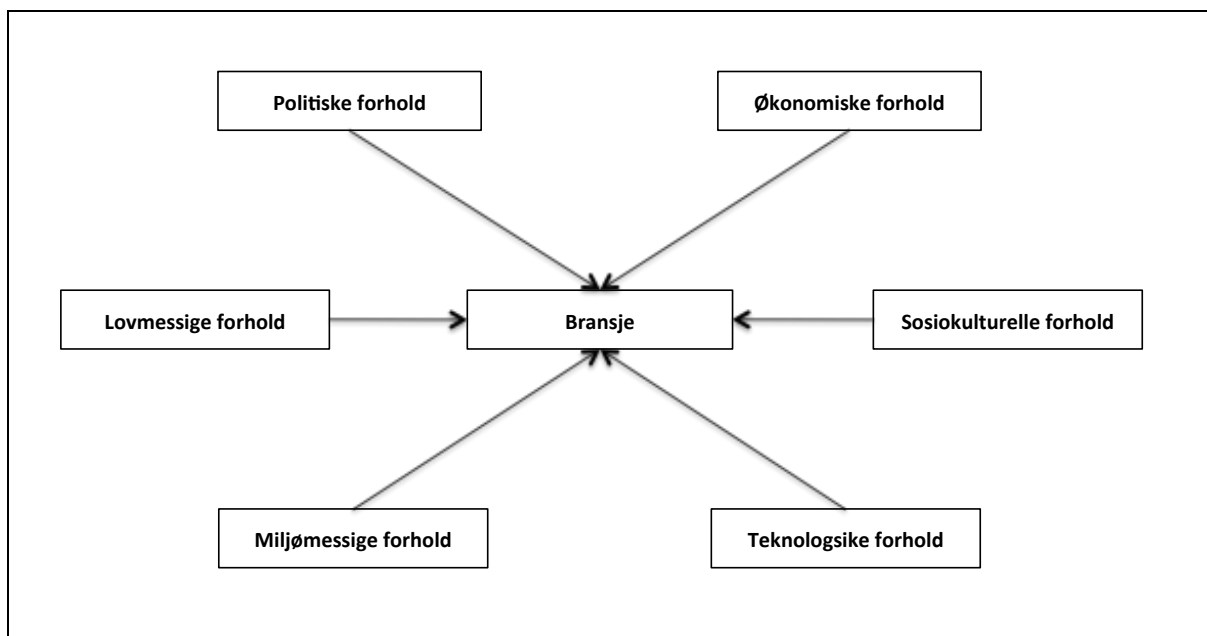 Politiske forhold
Økonomiske forhold
Lovmessige forhold
Bransje
Sosiokulturelle forhold
Miljømessige forhold
Teknologsike forhold